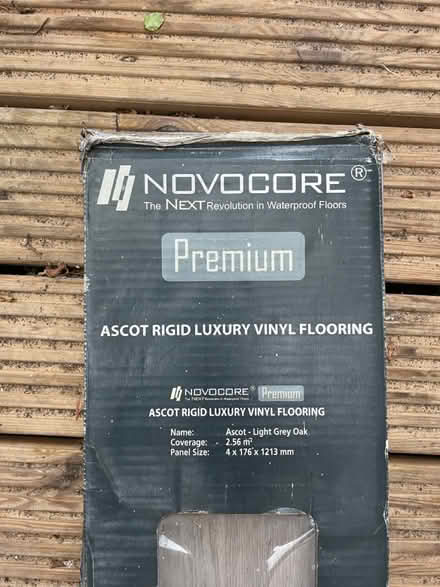 NOVOCORE®
The NEXT Revolution in Waterproof Floors
Premium
ASCOT RIGID LUXURY VINYL FLOORING
NOVOCORE® Premium
The NEXT Revolution in Waterproof Floors
ASCOT RIGID LUXURY VINYL FLOORING
Name: Ascot - Light Grey Oak
Coverage: 2.56 m²
Panel Size: 4 x 176 x 1213 mm